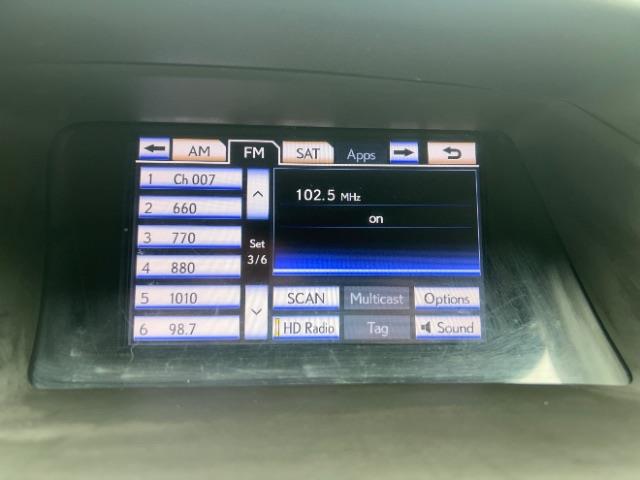 AM FM SAT Apps
1 Ch 007
2 660
3 770
4 880
5 1010
6 98.7
Set
3/6
102.5 MHz
on
SCAN Multicast Options
HD Radio Tag Sound